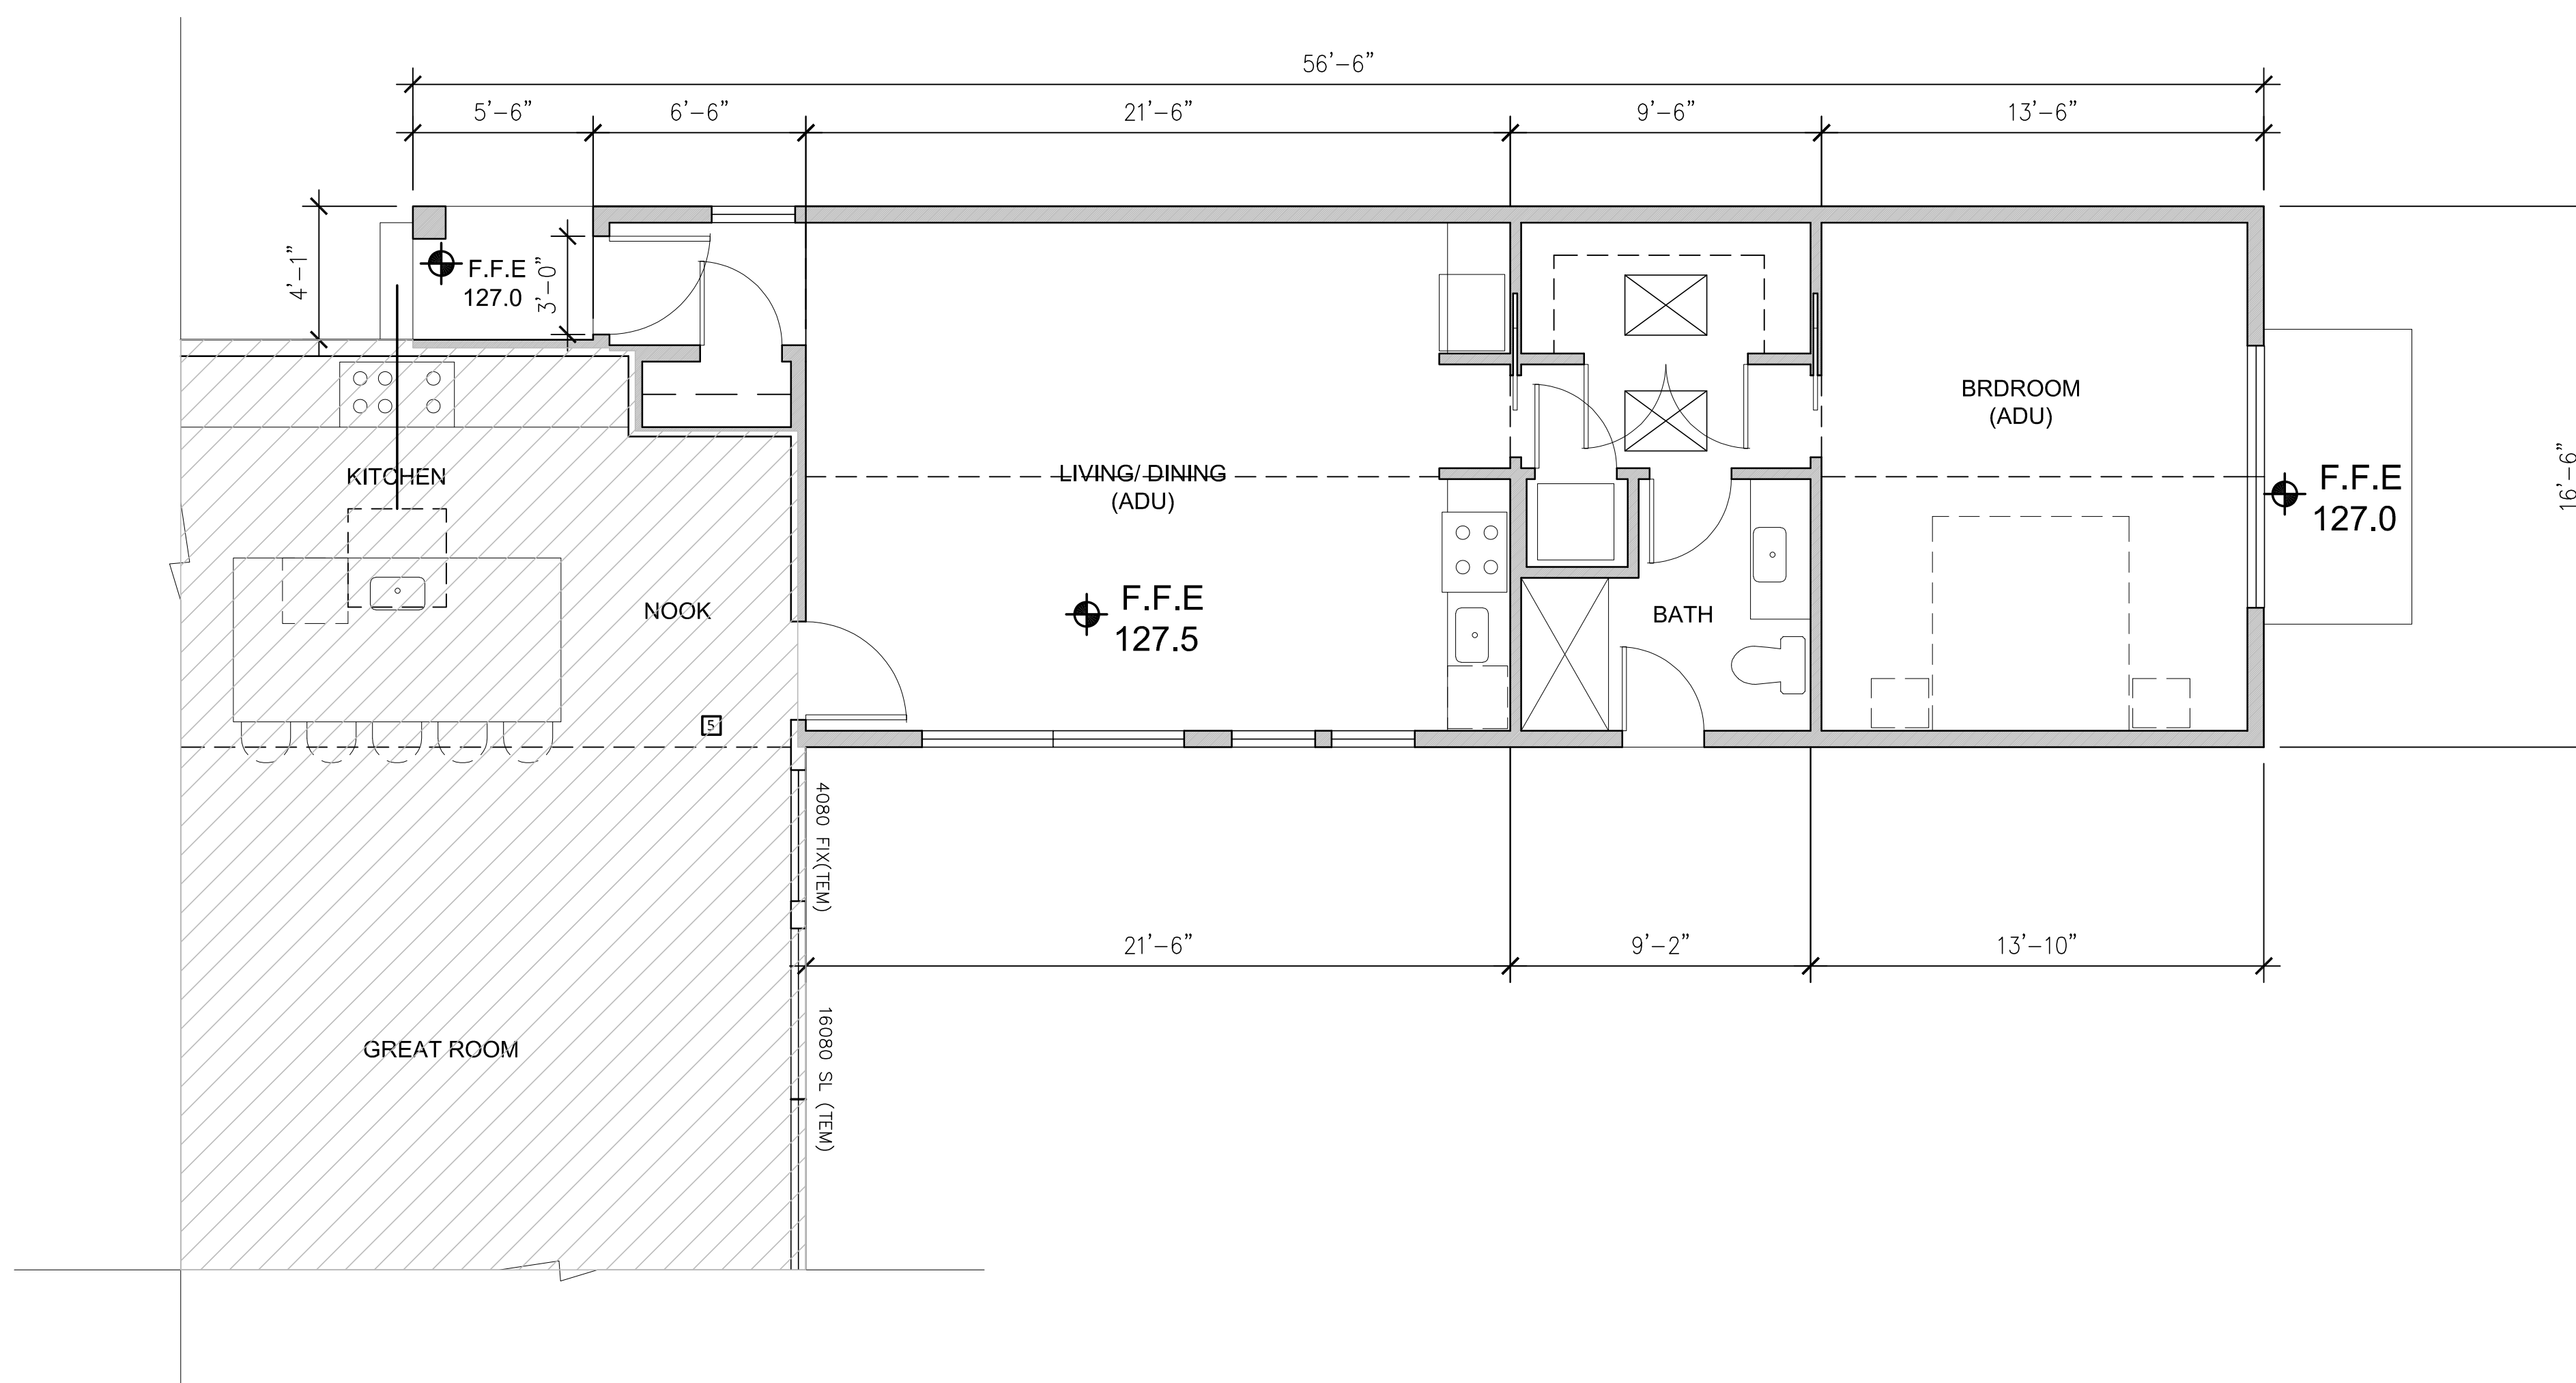 56'-6"
5'-6"
6'-6"
21'-6"
9'-6"
13'-6"
4'-1"
F.F.E
127.0
3'-0"
16'-6"
BRDROOM
(ADU)
KITCHEN
LIVING/ DINING
(ADU)
F.F.E
127.0
NOOK
F.F.E
127.5
BATH
5
4080 FIX(TEM)
21'-6"
9'-2"
13'-10"
16080 SL (TEM)
GREAT ROOM